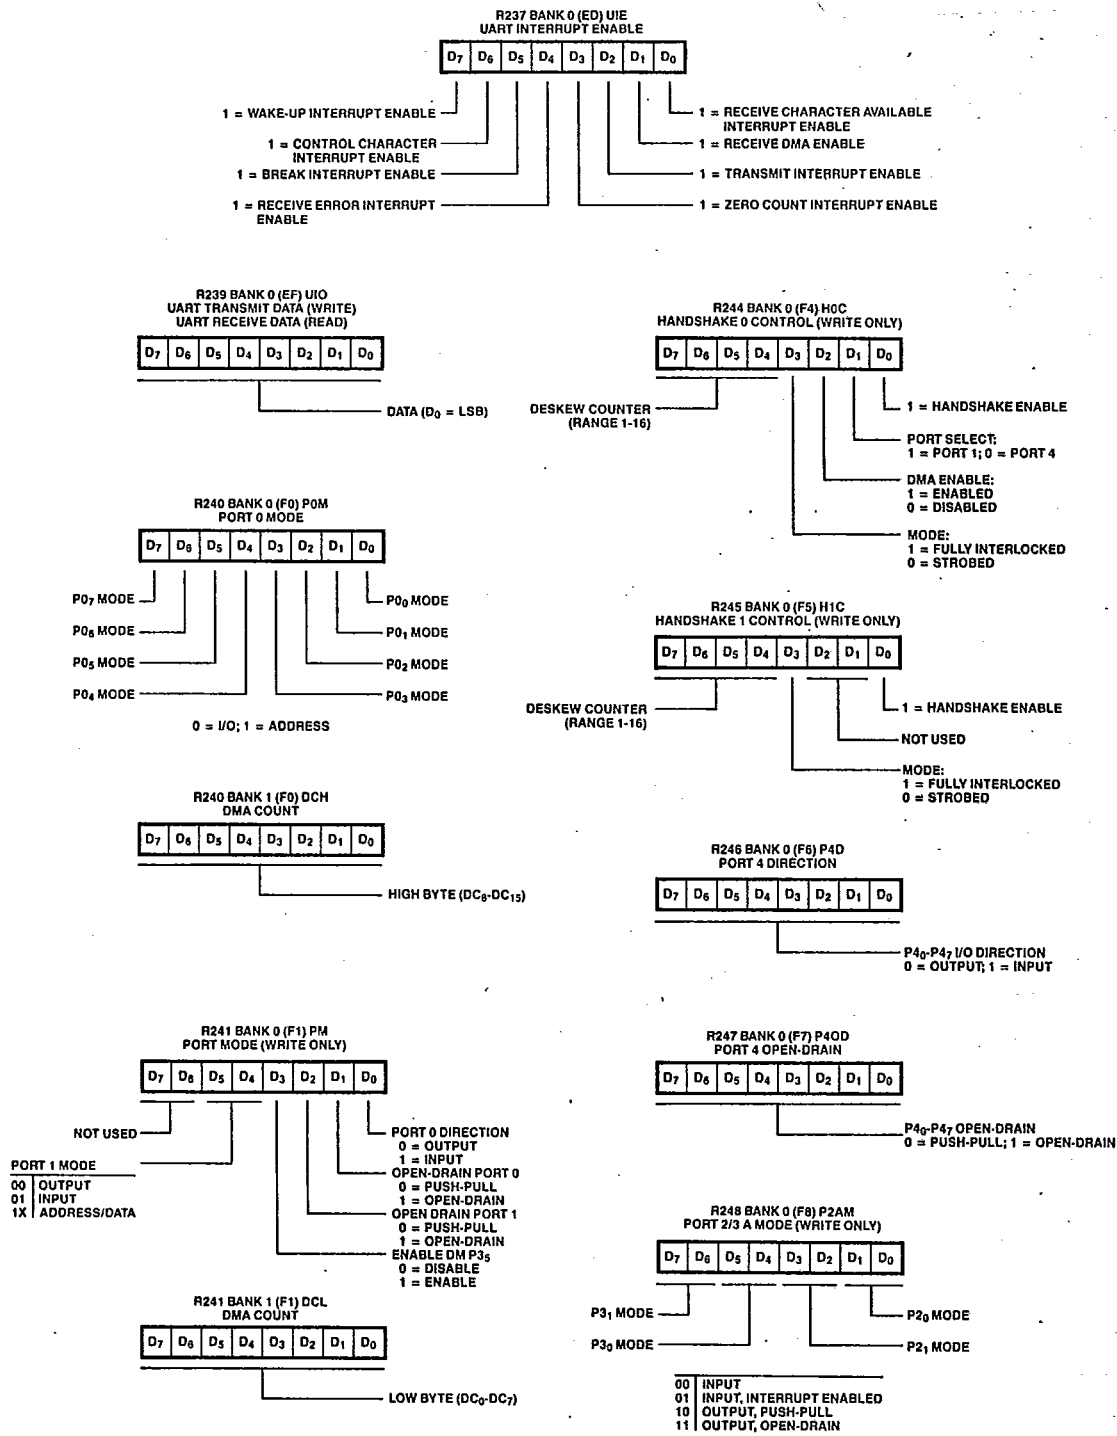 R237 BANK 0 (ED) UIE
UART INTERRUPT ENABLE
D7 D6 D5 D4 D3 D2 D1 D0
1 = WAKE-UP INTERRUPT ENABLE
1 = CONTROL CHARACTER
INTERRUPT ENABLE
1 = BREAK INTERRUPT ENABLE
1 = RECEIVE ERROR INTERRUPT
ENABLE
1 = RECEIVE CHARACTER AVAILABLE
INTERRUPT ENABLE
1 = RECEIVE DMA ENABLE
1 = TRANSMIT INTERRUPT ENABLE
1 = ZERO COUNT INTERRUPT ENABLE
R239 BANK 0 (EF) UIO
UART TRANSMIT DATA (WRITE)
UART RECEIVE DATA (READ)
D7 D6 D5 D4 D3 D2 D1 D0
DATA (D0 = LSB)
R240 BANK 0 (F0) P0M
PORT 0 MODE
D7 D6 D5 D4 D3 D2 D1 D0
P07 MODE
P06 MODE
P05 MODE
P04 MODE
P00 MODE
P01 MODE
P02 MODE
P03 MODE
0 = I/O; 1 = ADDRESS
R240 BANK 1 (F0) DCH
DMA COUNT
D7 D6 D5 D4 D3 D2 D1 D0
HIGH BYTE (DC8-DC15)
R241 BANK 0 (F1) PM
PORT MODE (WRITE ONLY)
D7 D6 D5 D4 D3 D2 D1 D0
NOT USED
PORT 1 MODE
00 OUTPUT
01 INPUT
1X ADDRESS/DATA
PORT 0 DIRECTION
0 = OUTPUT
1 = INPUT
OPEN-DRAIN PORT 0
0 = PUSH-PULL
1 = OPEN-DRAIN
OPEN DRAIN PORT 1
0 = PUSH-PULL
1 = OPEN-DRAIN
ENABLE DM P35
0 = DISABLE
1 = ENABLE
R241 BANK 1 (F1) DCL
DMA COUNT
D7 D6 D5 D4 D3 D2 D1 D0
LOW BYTE (DC0-DC7)
R244 BANK 0 (F4) H0C
HANDSHAKE 0 CONTROL (WRITE ONLY)
D7 D6 D5 D4 D3 D2 D1 D0
DESKEW COUNTER
(RANGE 1-16)
1 = HANDSHAKE ENABLE
PORT SELECT:
1 = PORT 1; 0 = PORT 4
DMA ENABLE:
1 = ENABLED
0 = DISABLED
MODE:
1 = FULLY INTERLOCKED
0 = STROBED
R245 BANK 0 (F5) H1C
HANDSHAKE 1 CONTROL (WRITE ONLY)
D7 D6 D5 D4 D3 D2 D1 D0
DESKEW COUNTER
(RANGE 1-16)
1 = HANDSHAKE ENABLE
NOT USED
MODE:
1 = FULLY INTERLOCKED
0 = STROBED
R246 BANK 0 (F6) P4D
PORT 4 DIRECTION
D7 D6 D5 D4 D3 D2 D1 D0
P40-P47 I/O DIRECTION
0 = OUTPUT; 1 = INPUT
R247 BANK 0 (F7) P4OD
PORT 4 OPEN-DRAIN
D7 D6 D5 D4 D3 D2 D1 D0
P40-P47 OPEN-DRAIN
0 = PUSH-PULL; 1 = OPEN-DRAIN
R248 BANK 0 (F8) P2AM
PORT 2/3 A MODE (WRITE ONLY)
D7 D6 D5 D4 D3 D2 D1 D0
P31 MODE
P30 MODE
P20 MODE
P21 MODE
00 INPUT
01 INPUT, INTERRUPT ENABLED
10 OUTPUT, PUSH-PULL
11 OUTPUT, OPEN-DRAIN